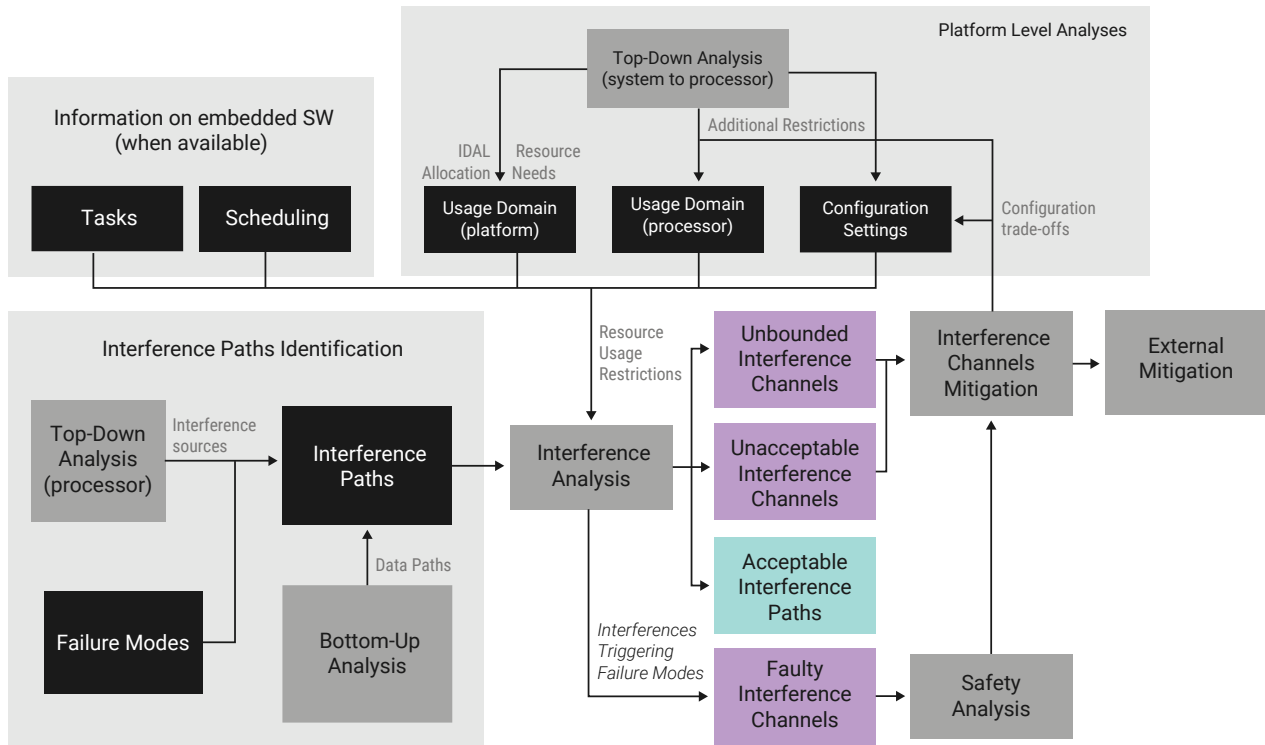 Platform Level Analyses
Top-Down Analysis
(system to processor)
Additional Restrictions
IDAL
Allocation
Resource
Needs
Usage Domain
(platform)
Usage Domain
(processor)
Configuration
Settings
Configuration
trade-offs
Information on embedded SW
(when available)
Tasks
Scheduling
Interference Paths Identification
Top-Down
Analysis
(processor)
Interference
sources
Interference
Paths
Data Paths
Failure Modes
Bottom-Up
Analysis
Resource
Usage
Restrictions
Interference
Analysis
Interferences
Triggering
Failure Modes
Unbounded
Interference
Channels
Unacceptable
Interference
Channels
Acceptable
Interference
Paths
Faulty
Interference
Channels
Interference
Channels
Mitigation
External
Mitigation
Safety
Analysis